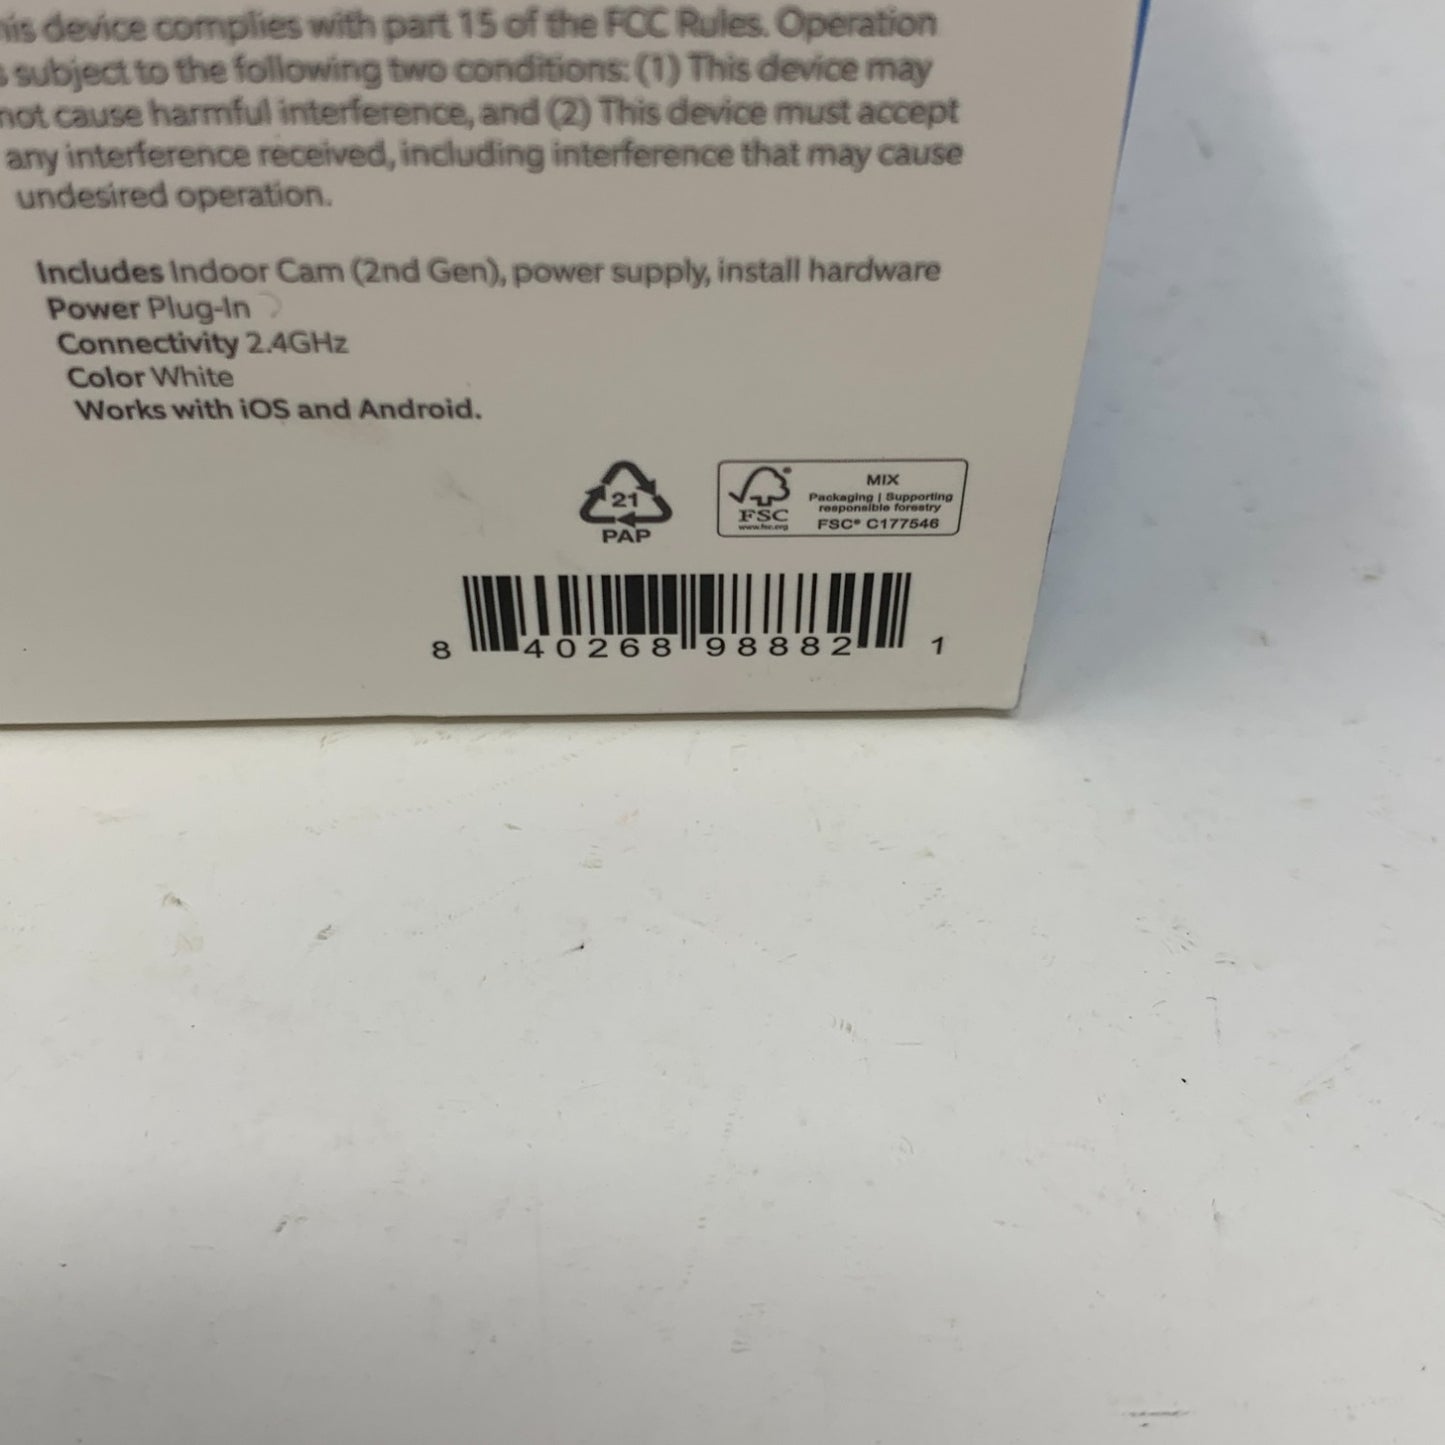 his device complies with part 15 of the FCC Rules. Operation
s subject to the following two conditions: (1) This device may
not cause harmful interference, and (2) This device must accept
any interference received, including interference that may cause
undesired operation.
Includes Indoor Cam (2nd Gen), power supply, install hardware
Power Plug-In
Connectivity 2.4GHz
Color White
Works with iOS and Android.
21
PAP
FSC
www.fsc.org
MIX
Packaging | Supporting
responsible forestry
FSC® C177546
8 40268 98882 1